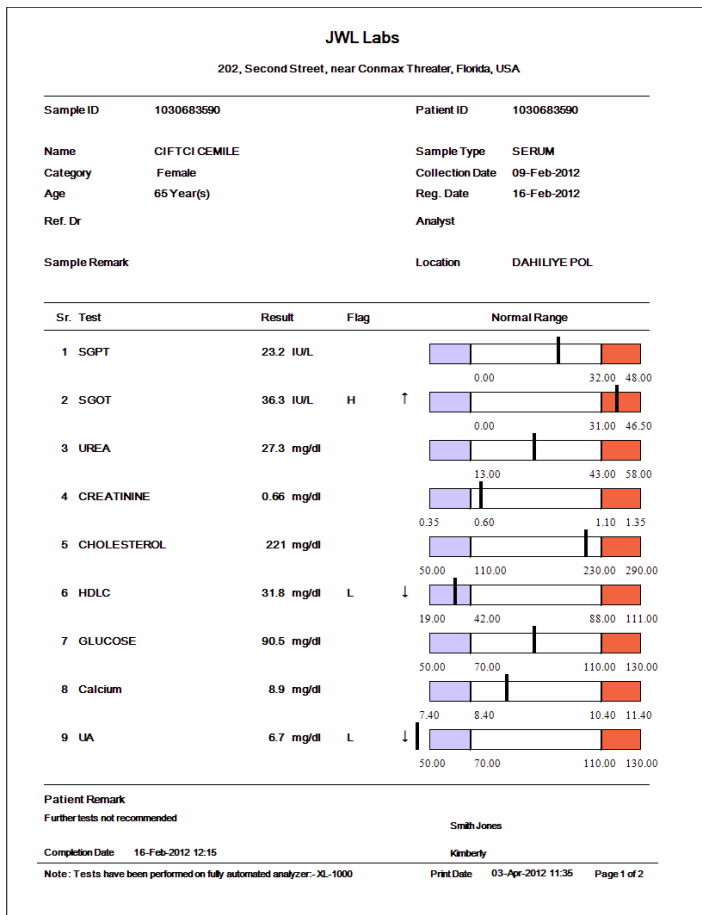 JWL Labs
202, Second Street, near Conmax Threater, Florida, USA
Sample ID 1030683590 Patient ID 1030683590
Name CIFTCI CEMILE Sample Type SERUM
Category Female Collection Date 09-Feb-2012
Age 65 Year(s) Reg. Date 16-Feb-2012
Ref. Dr Analyst
Sample Remark Location DAHILIYE POL
Sr. Test Result Flag Normal Range
1 SGPT 23.2 IU/L
0.00 32.00 48.00
2 SGOT 36.3 IU/L H ↑
0.00 31.00 46.50
3 UREA 27.3 mg/dl
13.00 43.00 58.00
4 CREATININE 0.66 mg/dl
0.35 0.60 1.10 1.35
5 CHOLESTEROL 221 mg/dl
50.00 110.00 230.00 290.00
6 HDLC 31.8 mg/dl L ↓
19.00 42.00 88.00 111.00
7 GLUCOSE 90.5 mg/dl
50.00 70.00 110.00 130.00
8 Calcium 8.9 mg/dl
7.40 8.40 10.40 11.40
9 UA 6.7 mg/dl L ↓
50.00 70.00 110.00 130.00
Patient Remark
Further tests not recommended
Smith Jones
Completion Date 16-Feb-2012 12:15 Kimberly
Note : Tests have been performed on fully automated analyzer:- XL-1000 Print Date 03-Apr-2012 11:35 Page 1 of 2